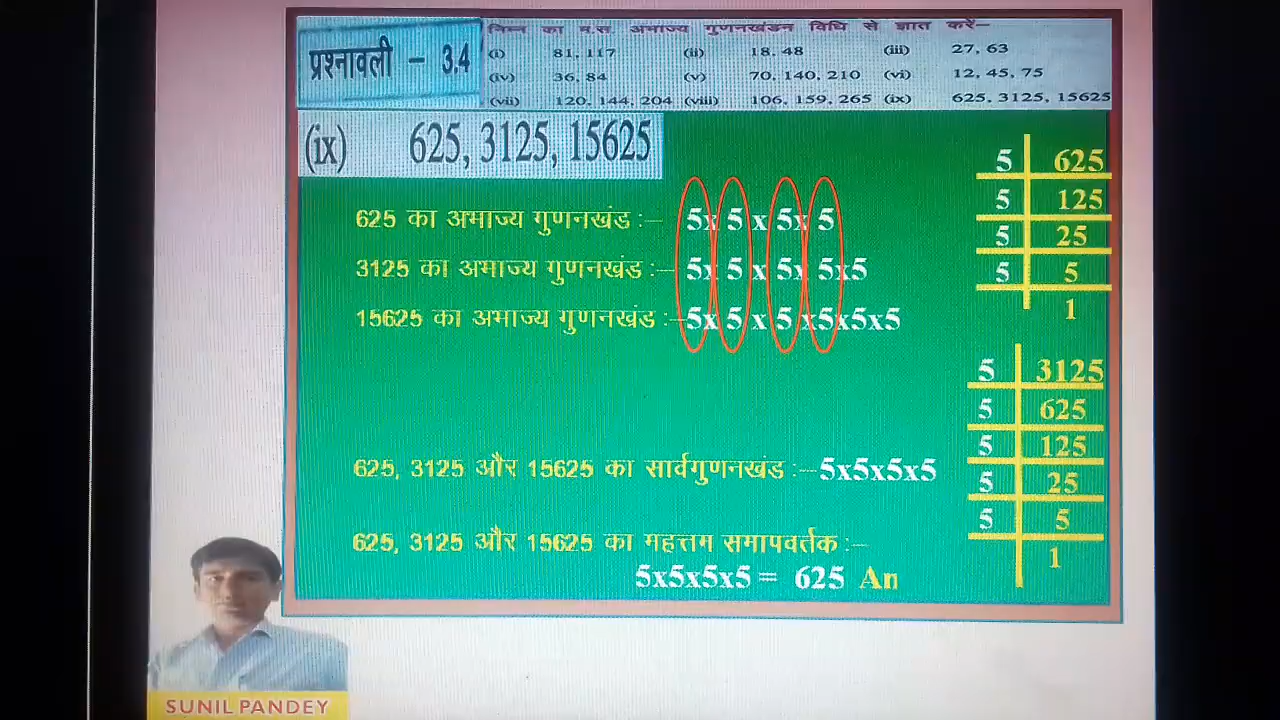 प्रश्नावली – 3.4
निम्न का म.स. अभाज्य गुणनखंडन विधि से ज्ञात करें–
(i) 81, 117 (ii) 18, 48 (iii) 27, 63
(iv) 36, 84 (v) 70, 140, 210 (vi) 12, 45, 75
(vii) 120, 144, 204 (viii) 106, 159, 265 (ix) 625, 3125, 15625
(ix) 625, 3125, 15625
625 का अभाज्य गुणनखंड :– 5x 5 x 5x 5
3125 का अभाज्य गुणनखंड :– 5x 5 x 5x 5x5
15625 का अभाज्य गुणनखंड :– 5x 5 x 5 x5x5x5
625, 3125 और 15625 का सार्वगुणनखंड :– 5x5x5x5
625, 3125 और 15625 का महत्तम समापवर्तक :–
5x5x5x5 = 625 An
5 625
5 125
5 25
5 5
1
5 3125
5 625
5 125
5 25
5 5
1
SUNIL PANDEY